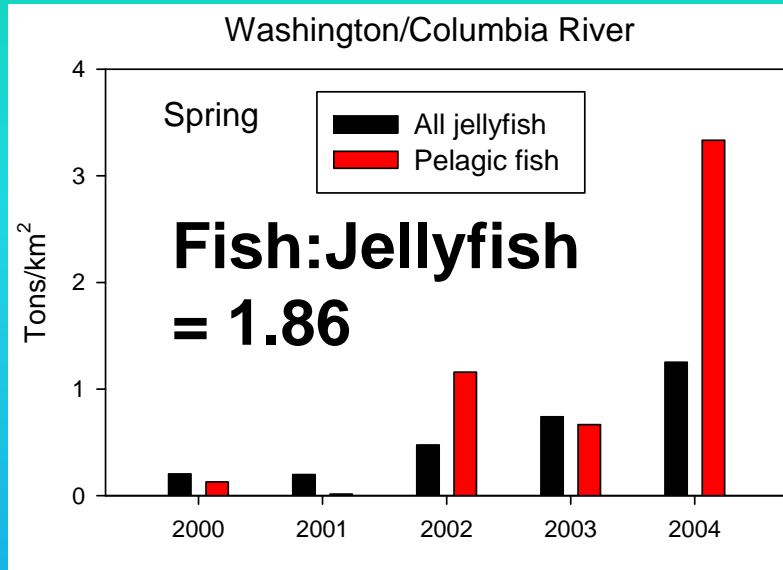 Washington/Columbia River
4
Spring
All jellyfish
Pelagic fish
3
Fish:Jellyfish
= 1.86
Tons/km²
2
1
0
2000 2001 2002 2003 2004